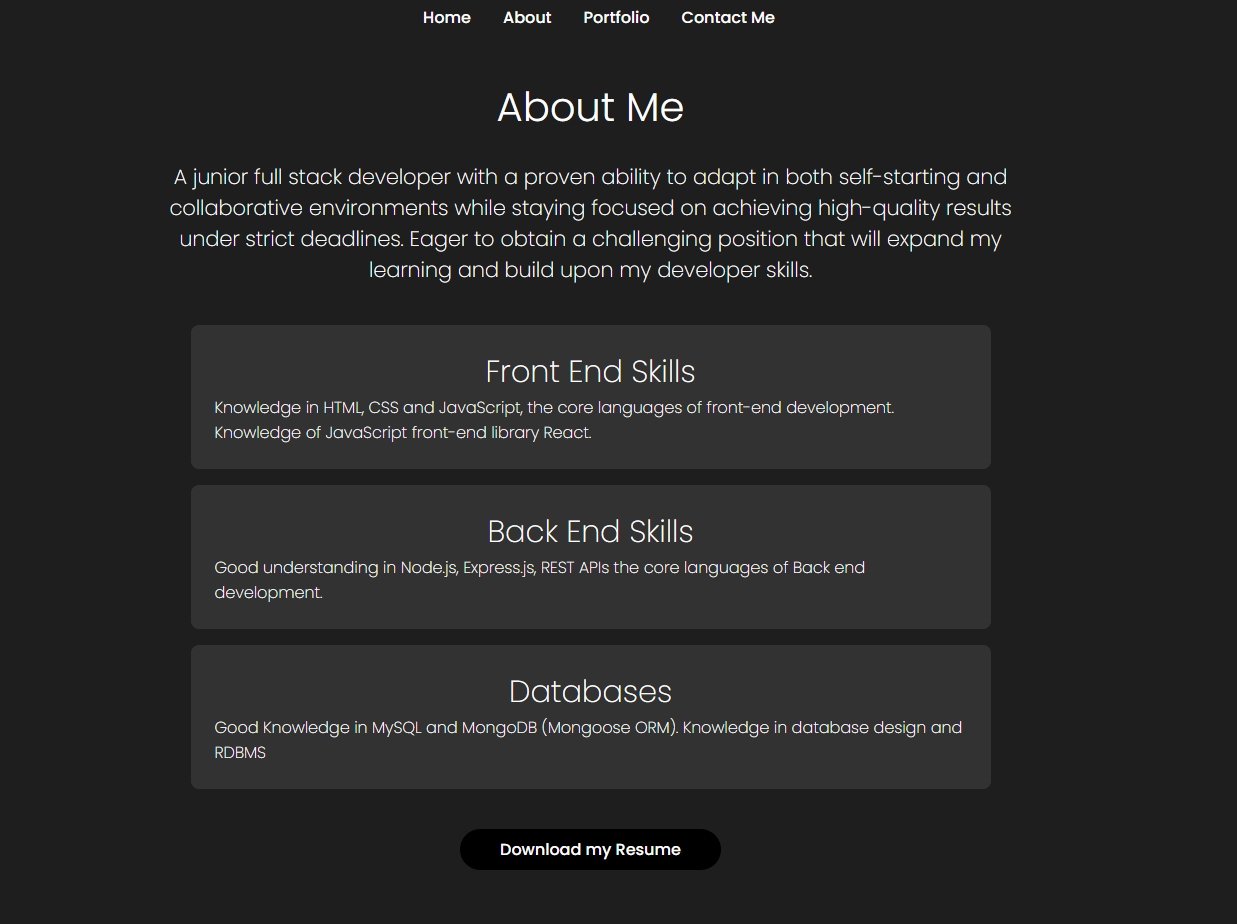 Home About Portfolio Contact Me
About Me
A junior full stack developer with a proven ability to adapt in both self-starting and
collaborative environments while staying focused on achieving high-quality results
under strict deadlines. Eager to obtain a challenging position that will expand my
learning and build upon my developer skills.
Front End Skills
Knowledge in HTML, CSS and JavaScript, the core languages of front-end development.
Knowledge of JavaScript front-end library React.
Back End Skills
Good understanding in Node.js, Express.js, REST APIs the core languages of Back end
development.
Databases
Good Knowledge in MySQL and MongoDB (Mongoose ORM). Knowledge in database design and
RDBMS
Download my Resume